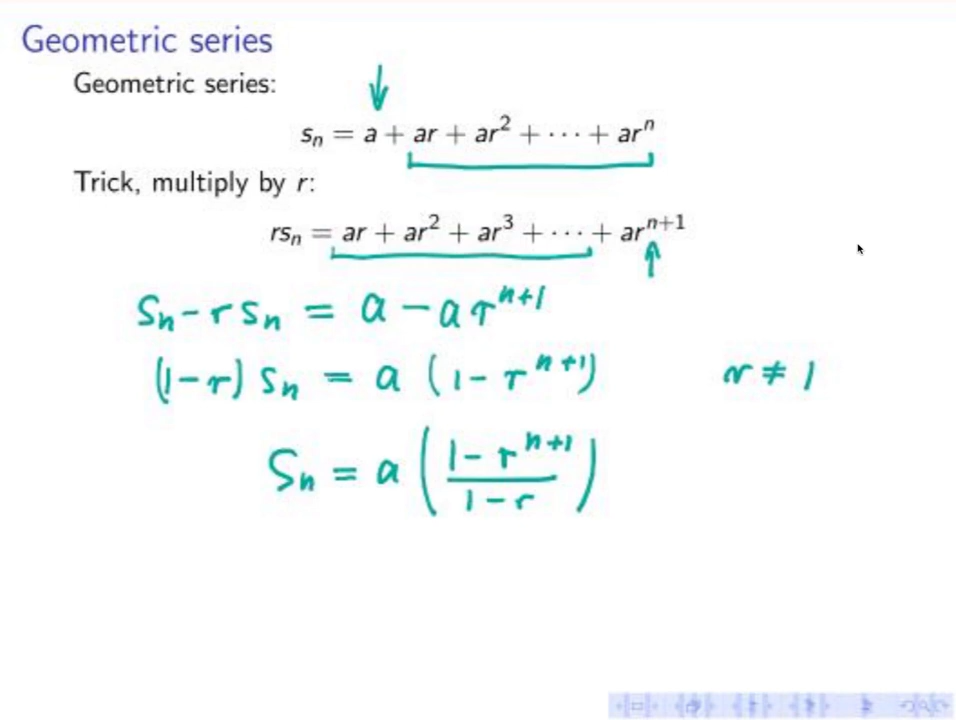 Geometric series
Geometric series:
sₙ = a + ar + ar² + ··· + arⁿ
Trick, multiply by r:
rsₙ = ar + ar² + ar³ + ··· + arⁿ⁺¹
Sₙ − r Sₙ = a − a rⁿ⁺¹
(1−r) Sₙ = a (1 − rⁿ⁺¹) r ≠ 1
Sₙ = a ((1 − rⁿ⁺¹)/(1 − r))